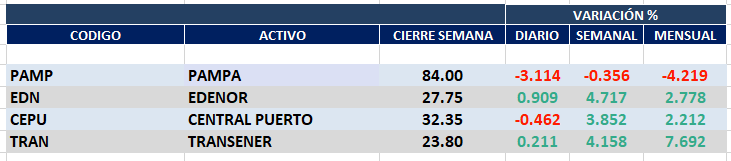 VARIACIÓN %
CODIGO ACTIVO CIERRE SEMANA DIARIO SEMANAL MENSUAL
PAMP PAMPA 84.00 -3.114 -0.356 -4.219
EDN EDENOR 27.75 0.909 4.717 2.778
CEPU CENTRAL PUERTO 32.35 -0.462 3.852 2.212
TRAN TRANSENER 23.80 0.211 4.158 7.692